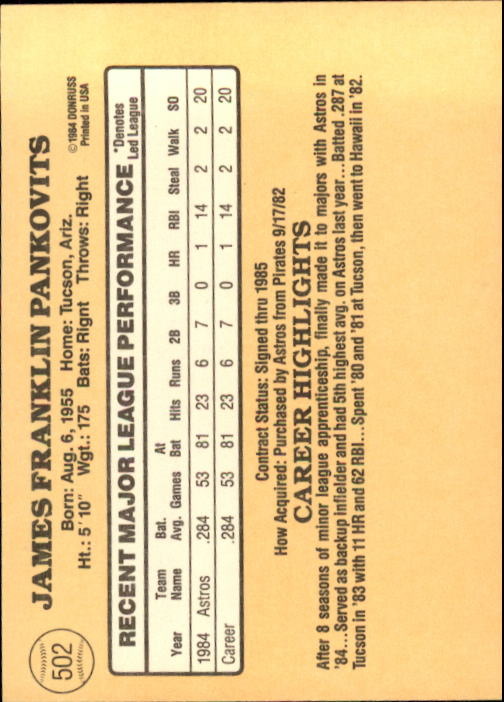 502
JAMES FRANKLIN PANKOVITS
Born: Aug. 6, 1955 Home: Tucson, Ariz.
Ht.: 5' 10" Wgt.: 175 Bats: Rignt Throws: Right
© 1984 DONRUSS
Printed in USA
RECENT MAJOR LEAGUE PERFORMANCE
*Denotes
Led League
Year Team Name Bat. Avg. Games At Bat Hits Runs 2B 3B HR RBI Steal Walk SO
1984 Astros .284 53 81 23 6 7 0 1 14 2 2 20
Career .284 53 81 23 6 7 0 1 14 2 2 20
Contract Status: Signed thru 1985
How Acquired: Purchased by Astros from Pirates 9/17/82
CAREER HIGHLIGHTS
After 8 seasons of minor league apprenticeship, finally made it to majors with Astros in
'84... Served as backup infielder and had 5th highest avg. on Astros last year... Batted .287 at
Tucson in '83 with 11 HR and 62 RBI... Spent '80 and '81 at Tucson, then went to Hawaii in '82.